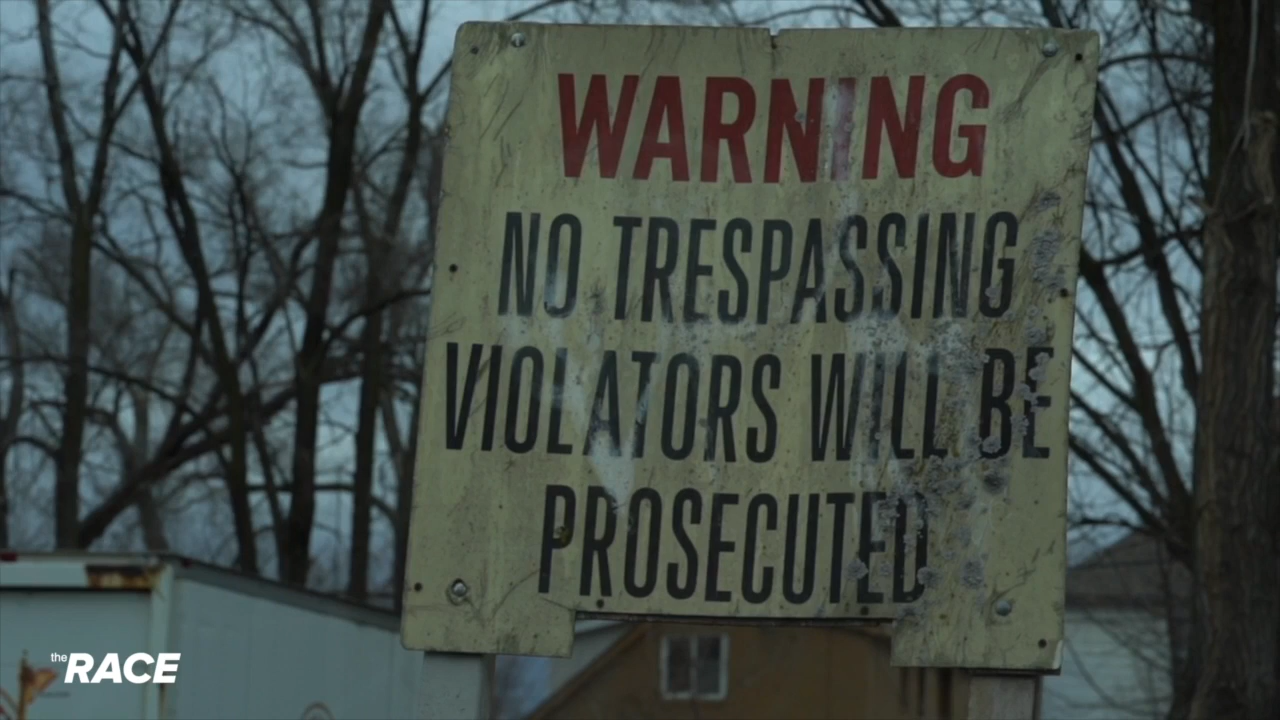 WARNING
NO TRESPASSING
VIOLATORS WILL BE
PROSECUTED
the RACE